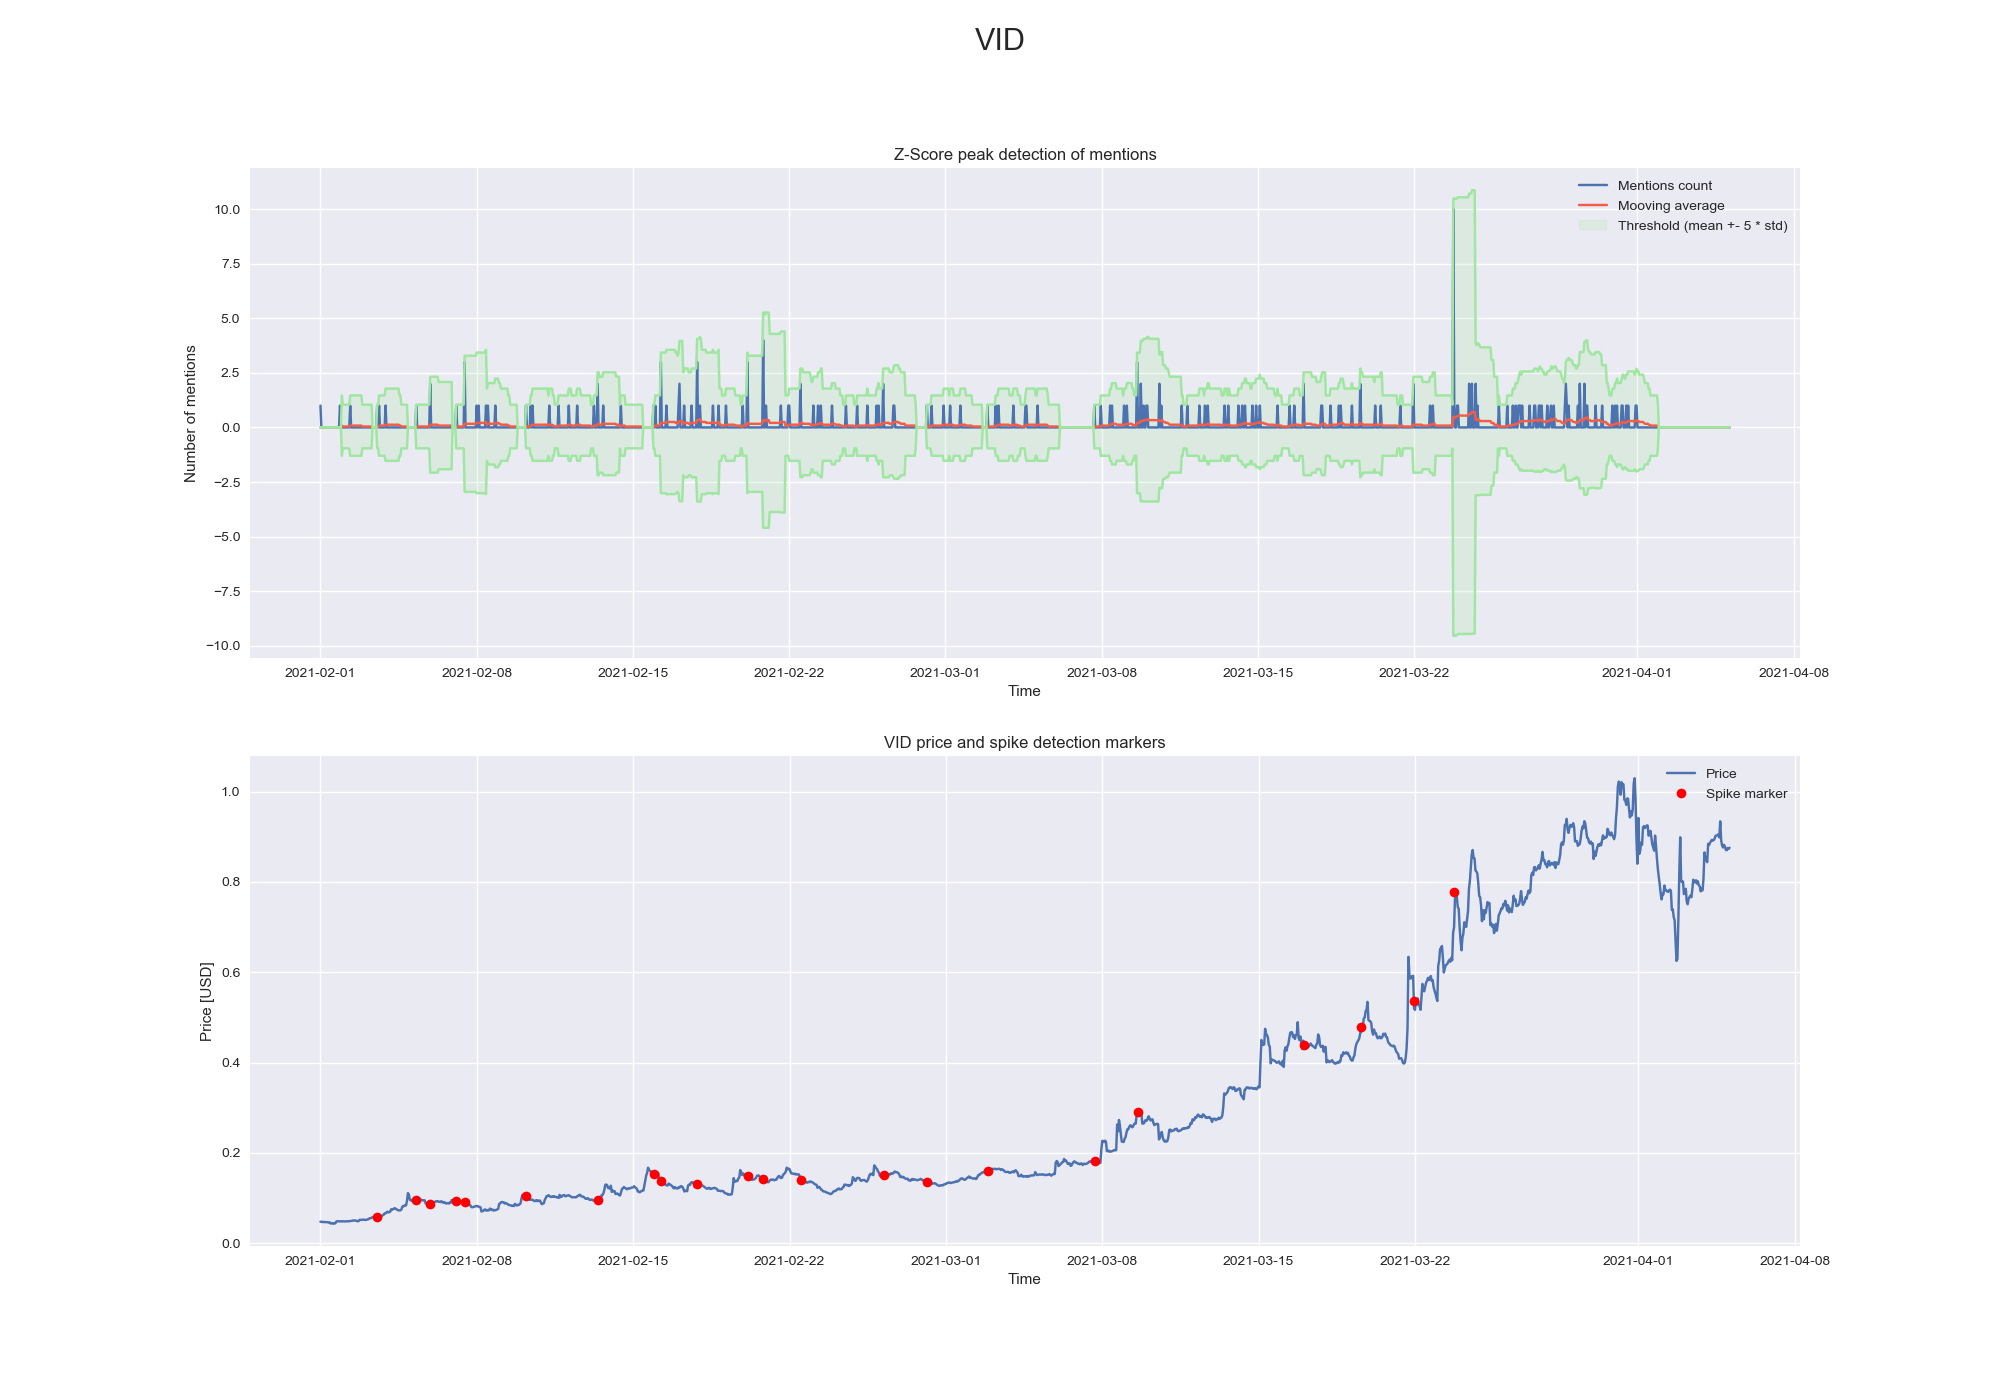 VID
Z-Score peak detection of mentions
Mentions count
Mooving average
Threshold (mean +- 5 * std)
Number of mentions
10.0
7.5
5.0
2.5
0.0
−2.5
−5.0
−7.5
−10.0
2021-02-01 2021-02-08 2021-02-15 2021-02-22 2021-03-01 2021-03-08 2021-03-15 2021-03-22 2021-04-01 2021-04-08
Time
VID price and spike detection markers
Price
Spike marker
Price [USD]
1.0
0.8
0.6
0.4
0.2
0.0
2021-02-01 2021-02-08 2021-02-15 2021-02-22 2021-03-01 2021-03-08 2021-03-15 2021-03-22 2021-04-01 2021-04-08
Time